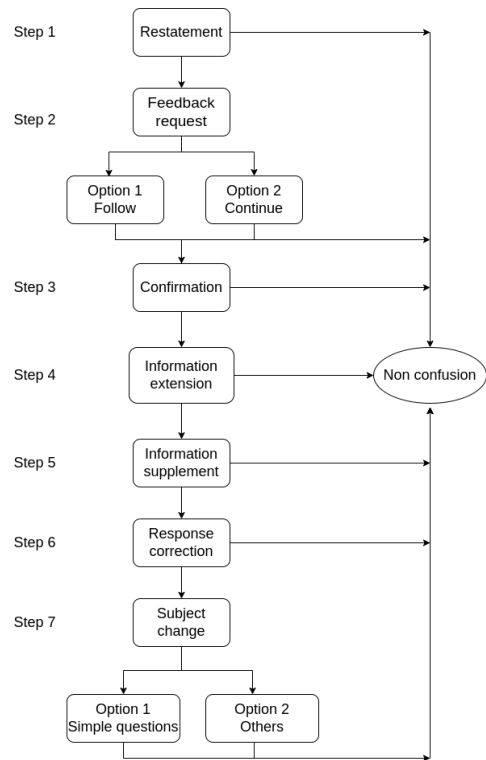 Step 1
Restatement
Step 2
Feedback
request
Option 1
Follow
Option 2
Continue
Step 3
Confirmation
Step 4
Information
extension
Non confusion
Step 5
Information
supplement
Step 6
Response
correction
Step 7
Subject
change
Option 1
Simple questions
Option 2
Others